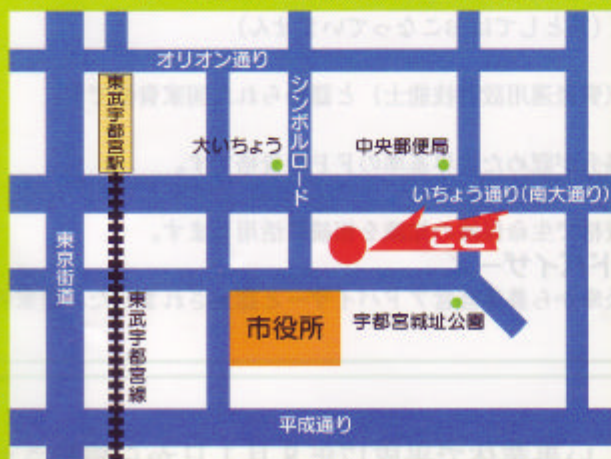 オリオン通り
東武宇都宮駅
シンボルロード
大いちょう
中央郵便局
いちょう通り(南大通り)
ここ
東京街道
東武宇都宮線
市役所
宇都宮城址公園
平成通り